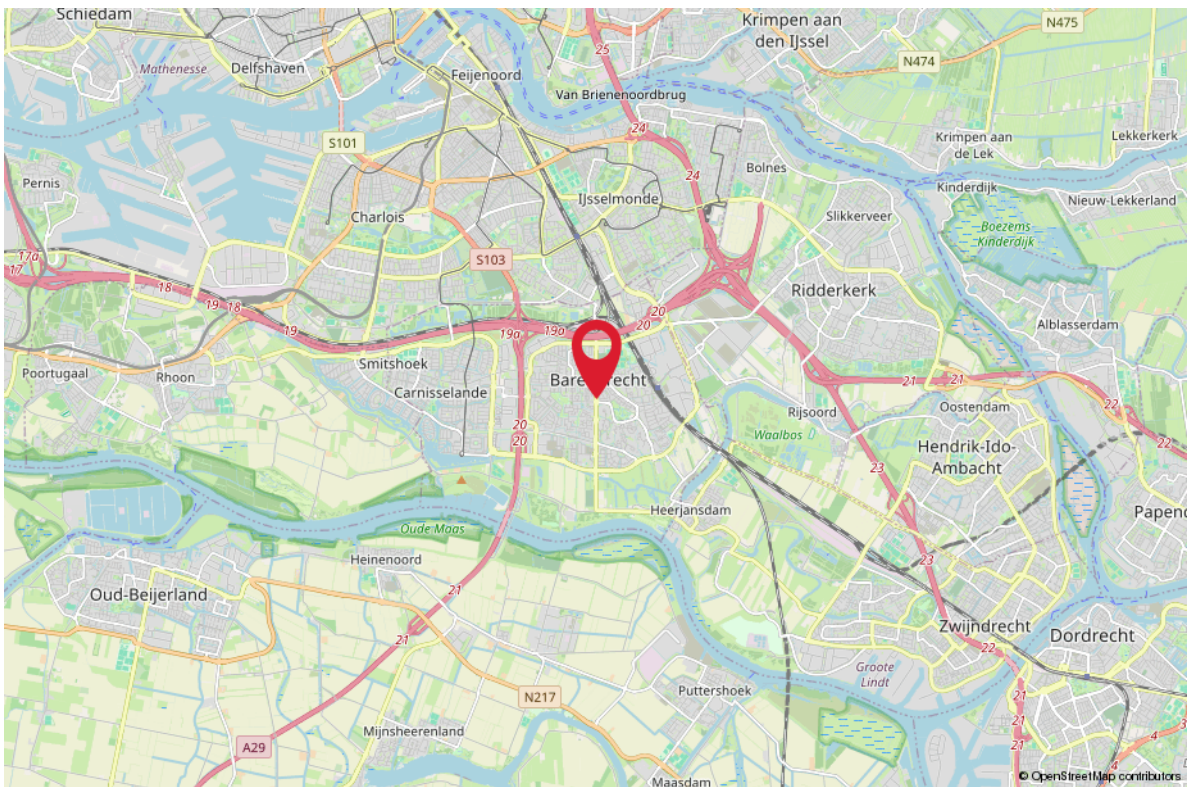 Schiedam
Krimpen aan
den IJssel
N475
25
N474
Mathenesse
Delfshaven
Feijenoord
Van Brienenoordbrug
24
S101
Krimpen aan
de Lek
Lekkerkerk
Pernis
24
Bolnes
Kinderdijk
Nieuw-Lekkerland
IJsselmonde
Charlois
Slikkerveer
Boezems
Kinderdijk
17a
17
S103
18
19
18
Ridderkerk
20
20
19
19a
19a
Alblasserdam
Smitshoek
Poortugaal
Rhoon
Carnisselande
21
21
22
Rijsoord
Oostendam
20
20
Waalbos
22
Hendrik-Ido-
Ambacht
23
Heerjansdam
Oude Maas
Heinenoord
23
Oud-Beijerland
21
21
Zwijndrecht
Dordrecht
22
Groote
Lindt
Puttershoek
21
21
21
N217
Mijnsheerenland
A29
4
Maasdam
© OpenStreetMap contributors